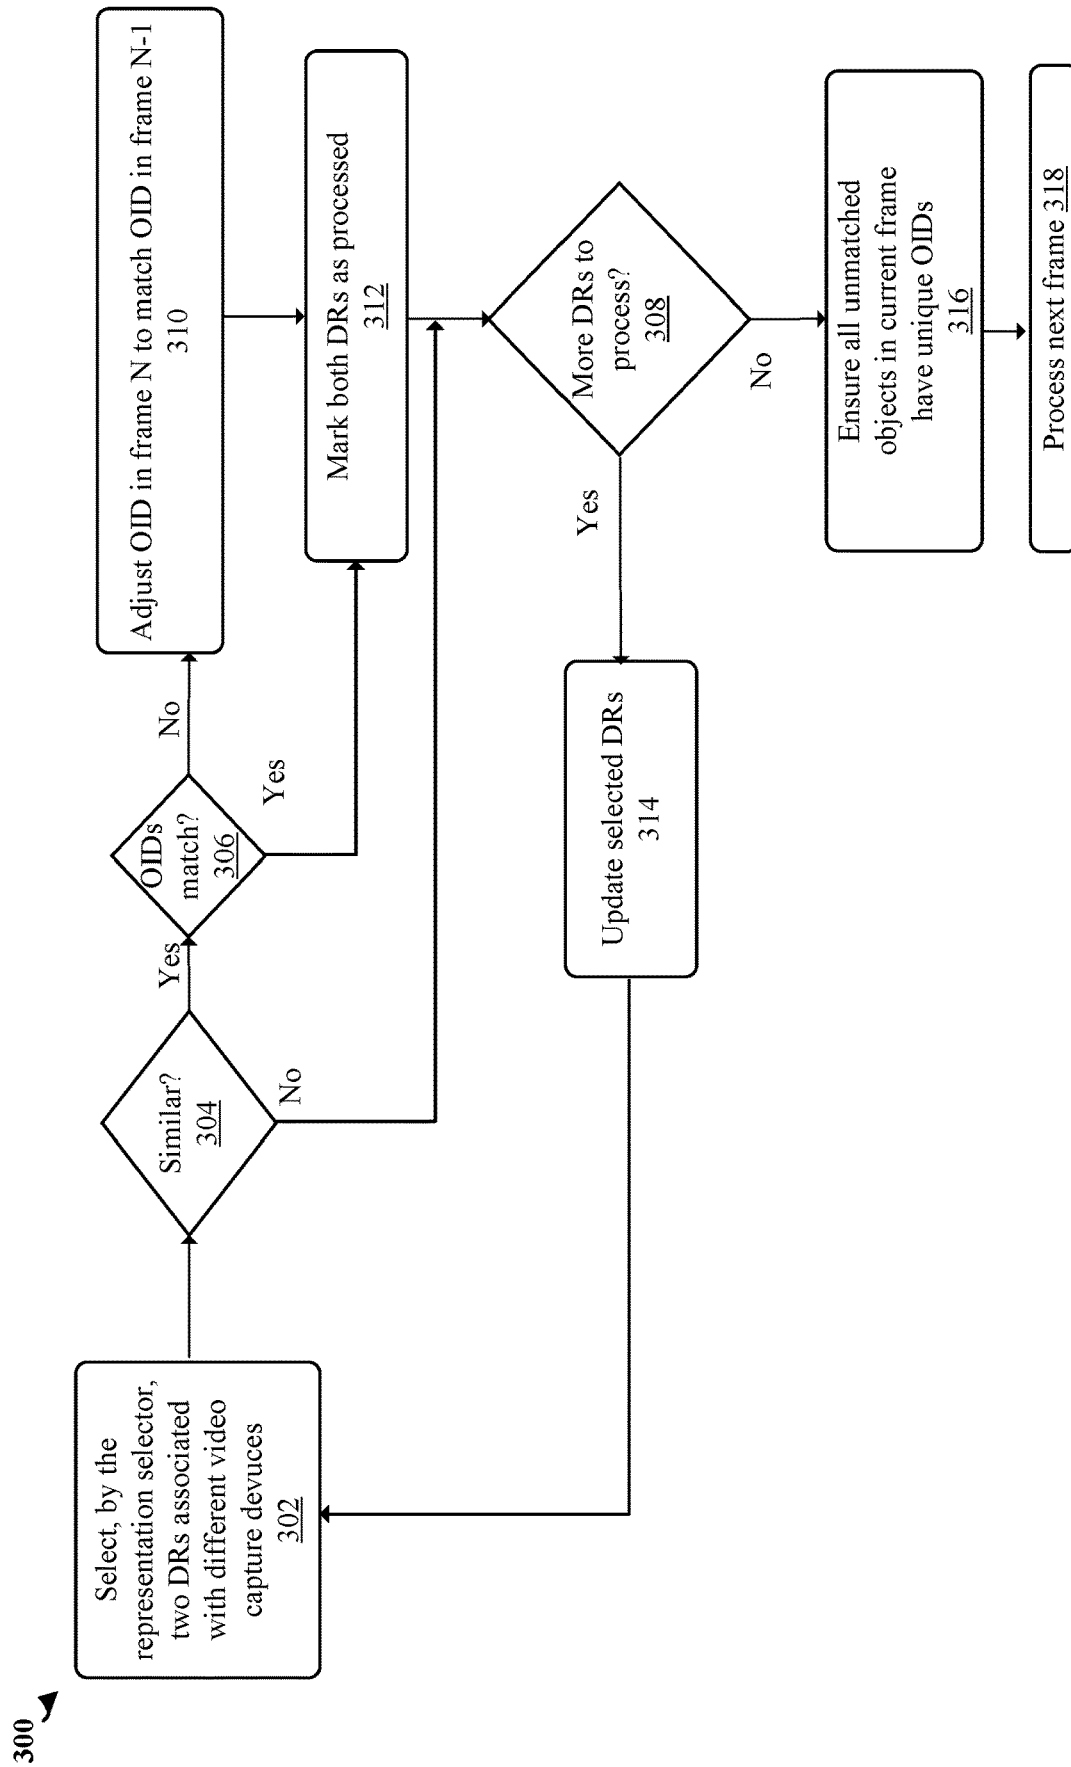 300
Select, by the
representation selector,
two DRs associated
with different video
capture devuces
302
Similar?
304
Yes
No
OIDs
match?
306
No
Yes
Adjust OID in frame N to match OID in frame N-1
310
Mark both DRs as processed
312
More DRs to
process?
308
Yes
No
Update selected DRs
314
Ensure all unmatched
objects in current frame
have unique OIDs
316
Process next frame 318